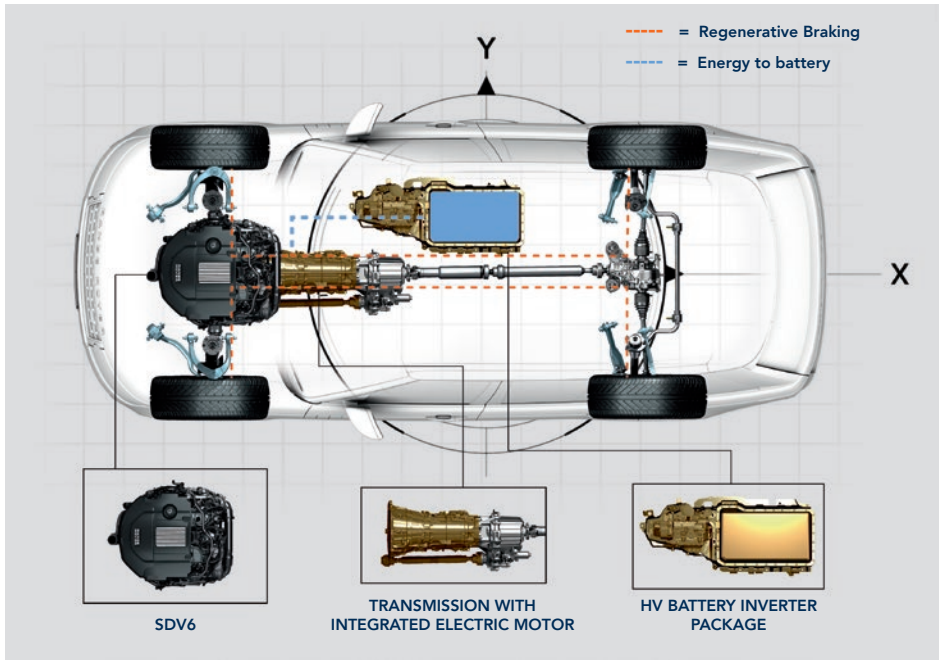 = Regenerative Braking
= Energy to battery
Y
X
SDV6
TRANSMISSION WITH
INTEGRATED ELECTRIC MOTOR
HV BATTERY INVERTER
PACKAGE